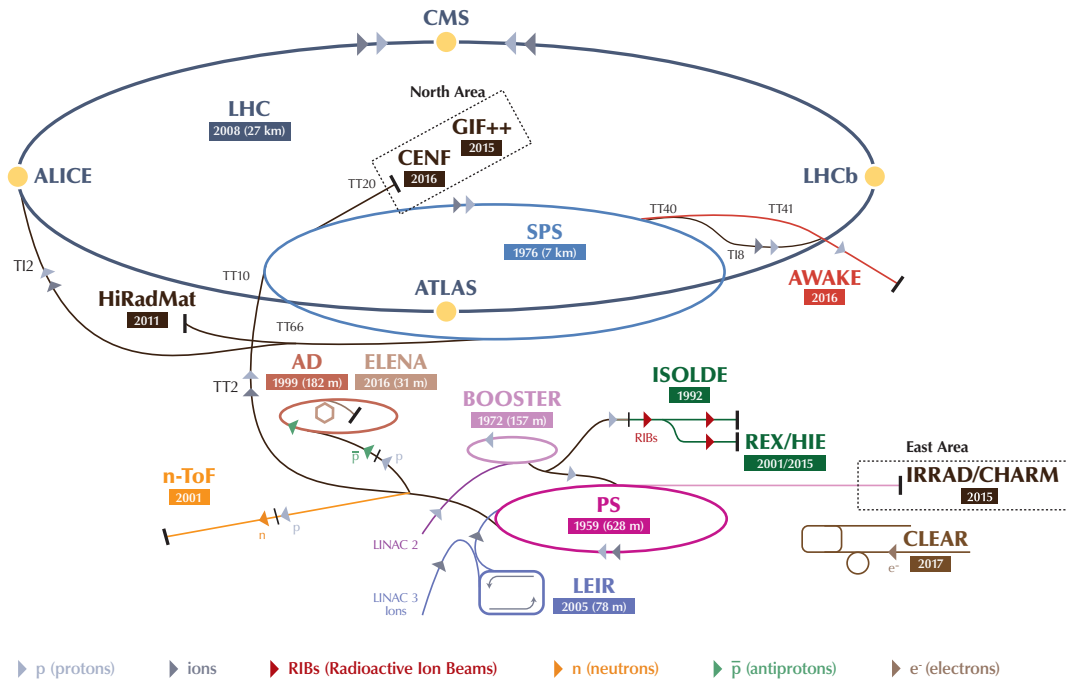 CMS
North Area
LHC
2008 (27 km)
GIF++
2015
CENF
2016
ALICE
LHCb
TT20
TT40
TT41
SPS
1976 (7 km)
TI8
TI2
TT10
AWAKE
2016
ATLAS
HiRadMat
2011
TT66
AD
1999 (182 m)
ELENA
2016 (31 m)
TT2
ISOLDE
1992
BOOSTER
1972 (157 m)
RIBs
REX/HIE
2001/2015
East Area
p̅
p
n-ToF
2001
IRRAD/CHARM
2015
PS
1959 (628 m)
n
p
LINAC 2
CLEAR
2017
e-
LEIR
2005 (78 m)
LINAC 3
Ions
p (protons)
ions
RIBs (Radioactive Ion Beams)
n (neutrons)
p̅ (antiprotons)
e- (electrons)